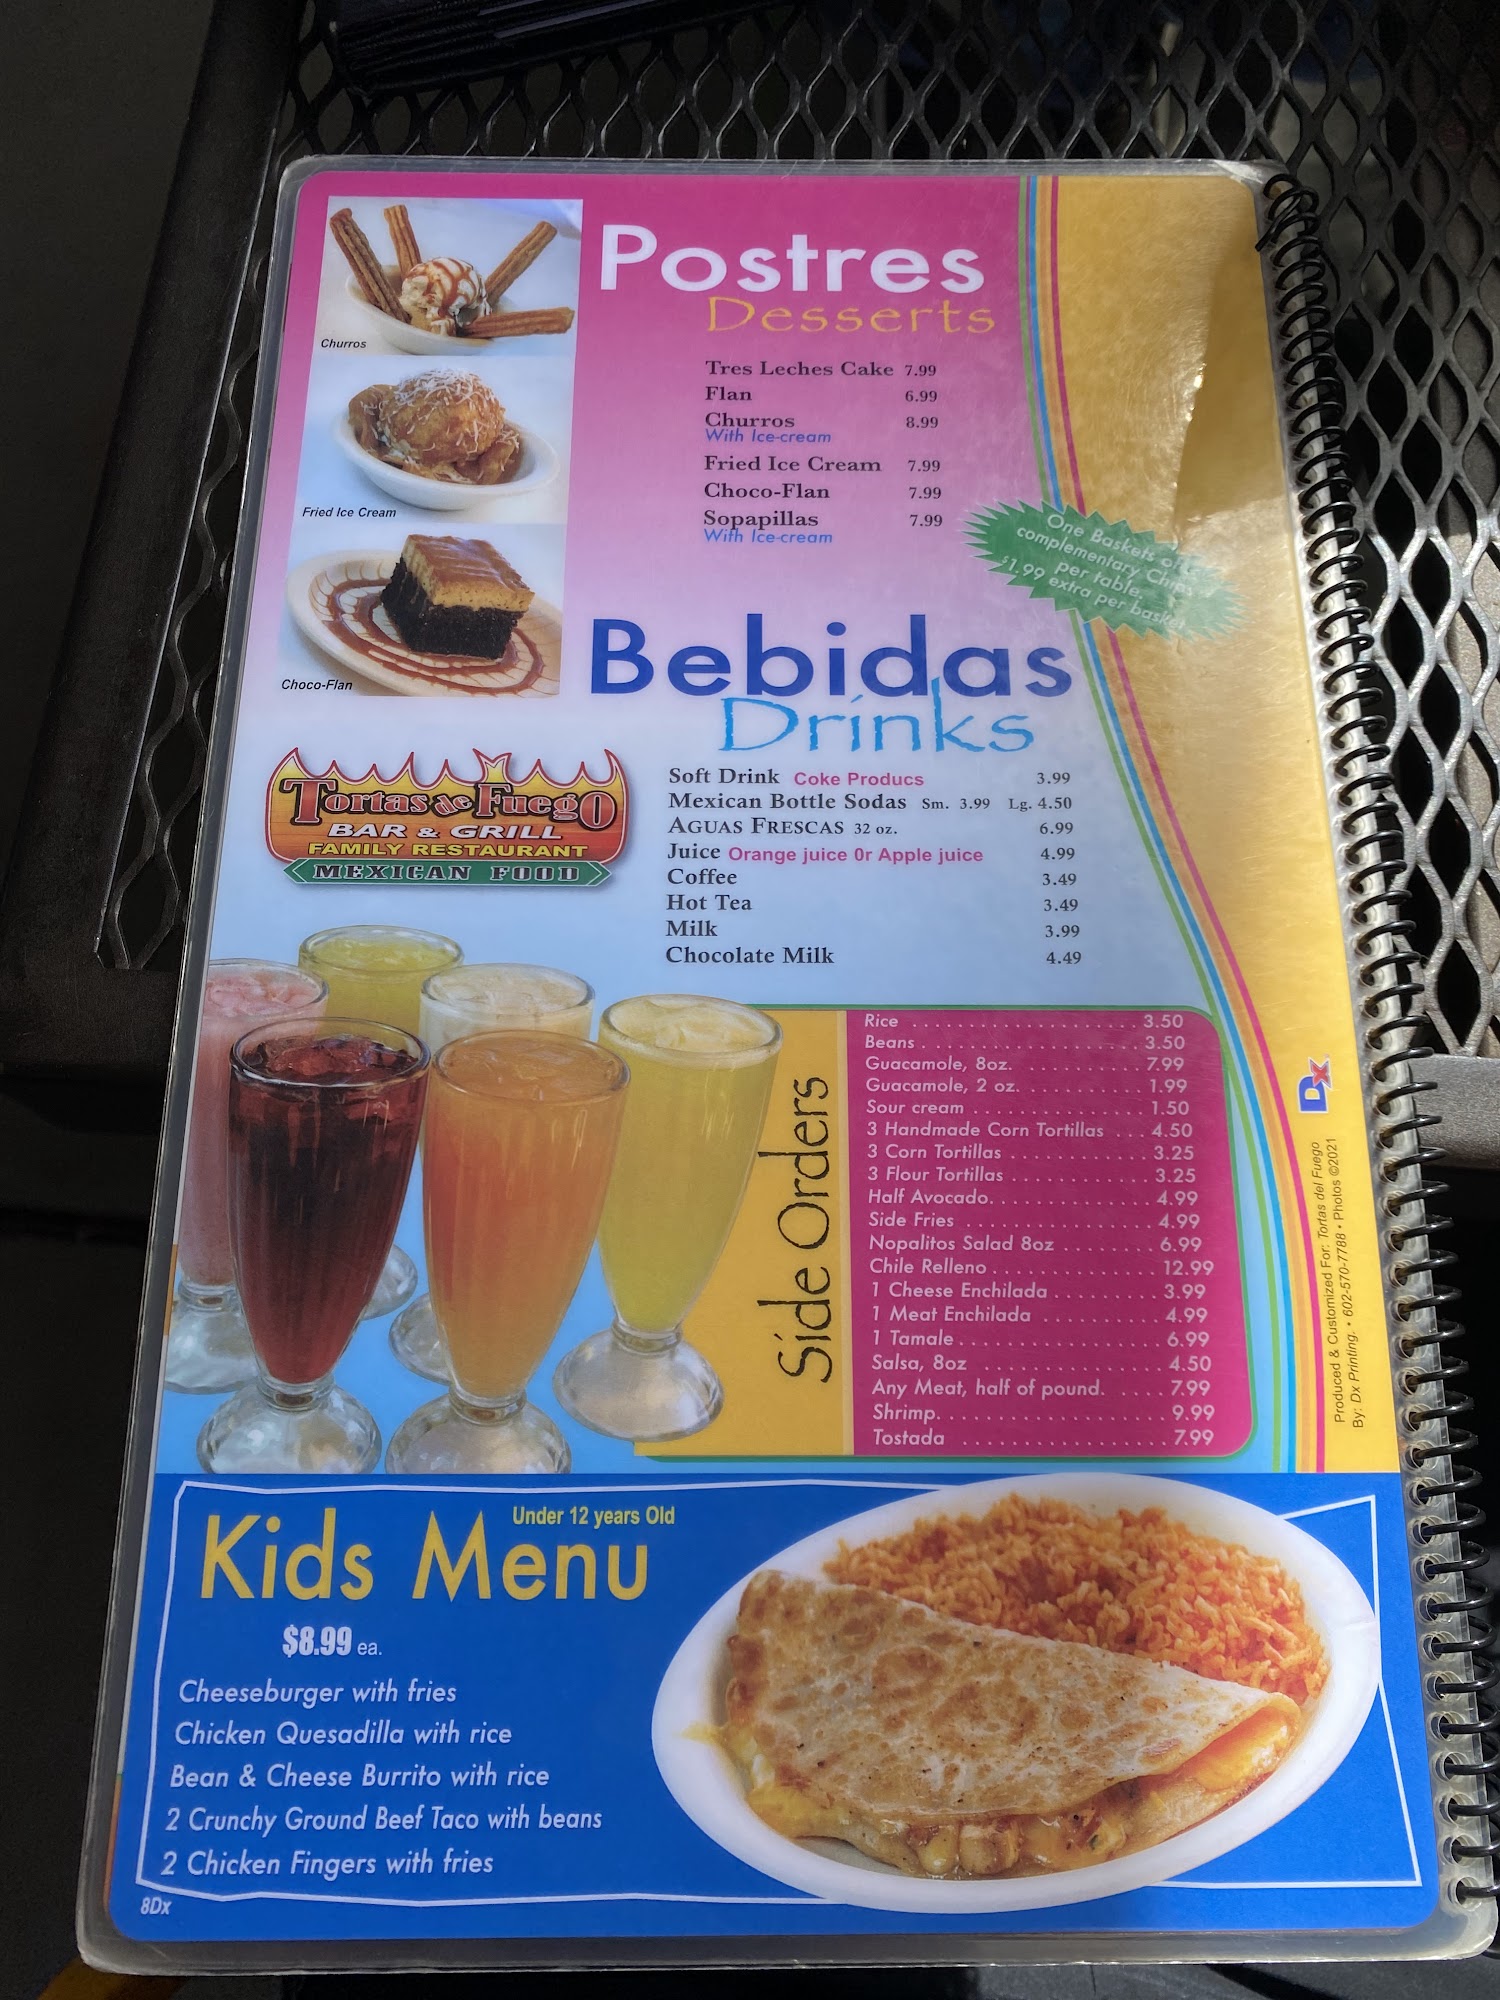 Postres
Desserts
Churros
Fried Ice Cream
Choco-Flan
Tres Leches Cake 7.99
Flan 6.99
Churros 8.99
With Ice-cream
Fried Ice Cream 7.99
Choco-Flan 7.99
Sopapillas 7.99
With Ice-cream
One Baskets of
complementary Chips
per table.
$1.99 extra per basket
Bebidas
Drinks
Tortas de Fuego
BAR & GRILL
FAMILY RESTAURANT
MEXICAN FOOD
Soft Drink Coke Producs 3.99
Mexican Bottle Sodas Sm. 3.99 Lg. 4.50
AGUAS FRESCAS 32 oz. 6.99
Juice Orange juice 0r Apple juice 4.99
Coffee 3.49
Hot Tea 3.49
Milk 3.99
Chocolate Milk 4.49
Side Orders
Rice . . . . . . . . . . . . . . . . . . . . 3.50
Beans . . . . . . . . . . . . . . . . . . . 3.50
Guacamole, 8oz. . . . . . . . . . . . 7.99
Guacamole, 2 oz. . . . . . . . . . . . 1.99
Sour cream . . . . . . . . . . . . . . . 1.50
3 Handmade Corn Tortillas . . . 4.50
3 Corn Tortillas . . . . . . . . . . . . 3.25
3 Flour Tortillas . . . . . . . . . . . . 3.25
Half Avocado. . . . . . . . . . . . . . 4.99
Side Fries . . . . . . . . . . . . . . . . 4.99
Nopalitos Salad 8oz . . . . . . . . 6.99
Chile Relleno . . . . . . . . . . . . . . 12.99
1 Cheese Enchilada . . . . . . . . . 3.99
1 Meat Enchilada . . . . . . . . . . 4.99
1 Tamale . . . . . . . . . . . . . . . . . 6.99
Salsa, 8oz . . . . . . . . . . . . . . . 4.50
Any Meat, half of pound. . . . . . 7.99
Shrimp. . . . . . . . . . . . . . . . . . . 9.99
Tostada . . . . . . . . . . . . . . . . . 7.99
Dx
Produced & Customized For: Tortas del Fuego
By: Dx Printing. • 602-570-7788 • Photos ©2021
Kids Menu Under 12 years Old
$8.99 ea.
Cheeseburger with fries
Chicken Quesadilla with rice
Bean & Cheese Burrito with rice
2 Crunchy Ground Beef Taco with beans
2 Chicken Fingers with fries
8Dx